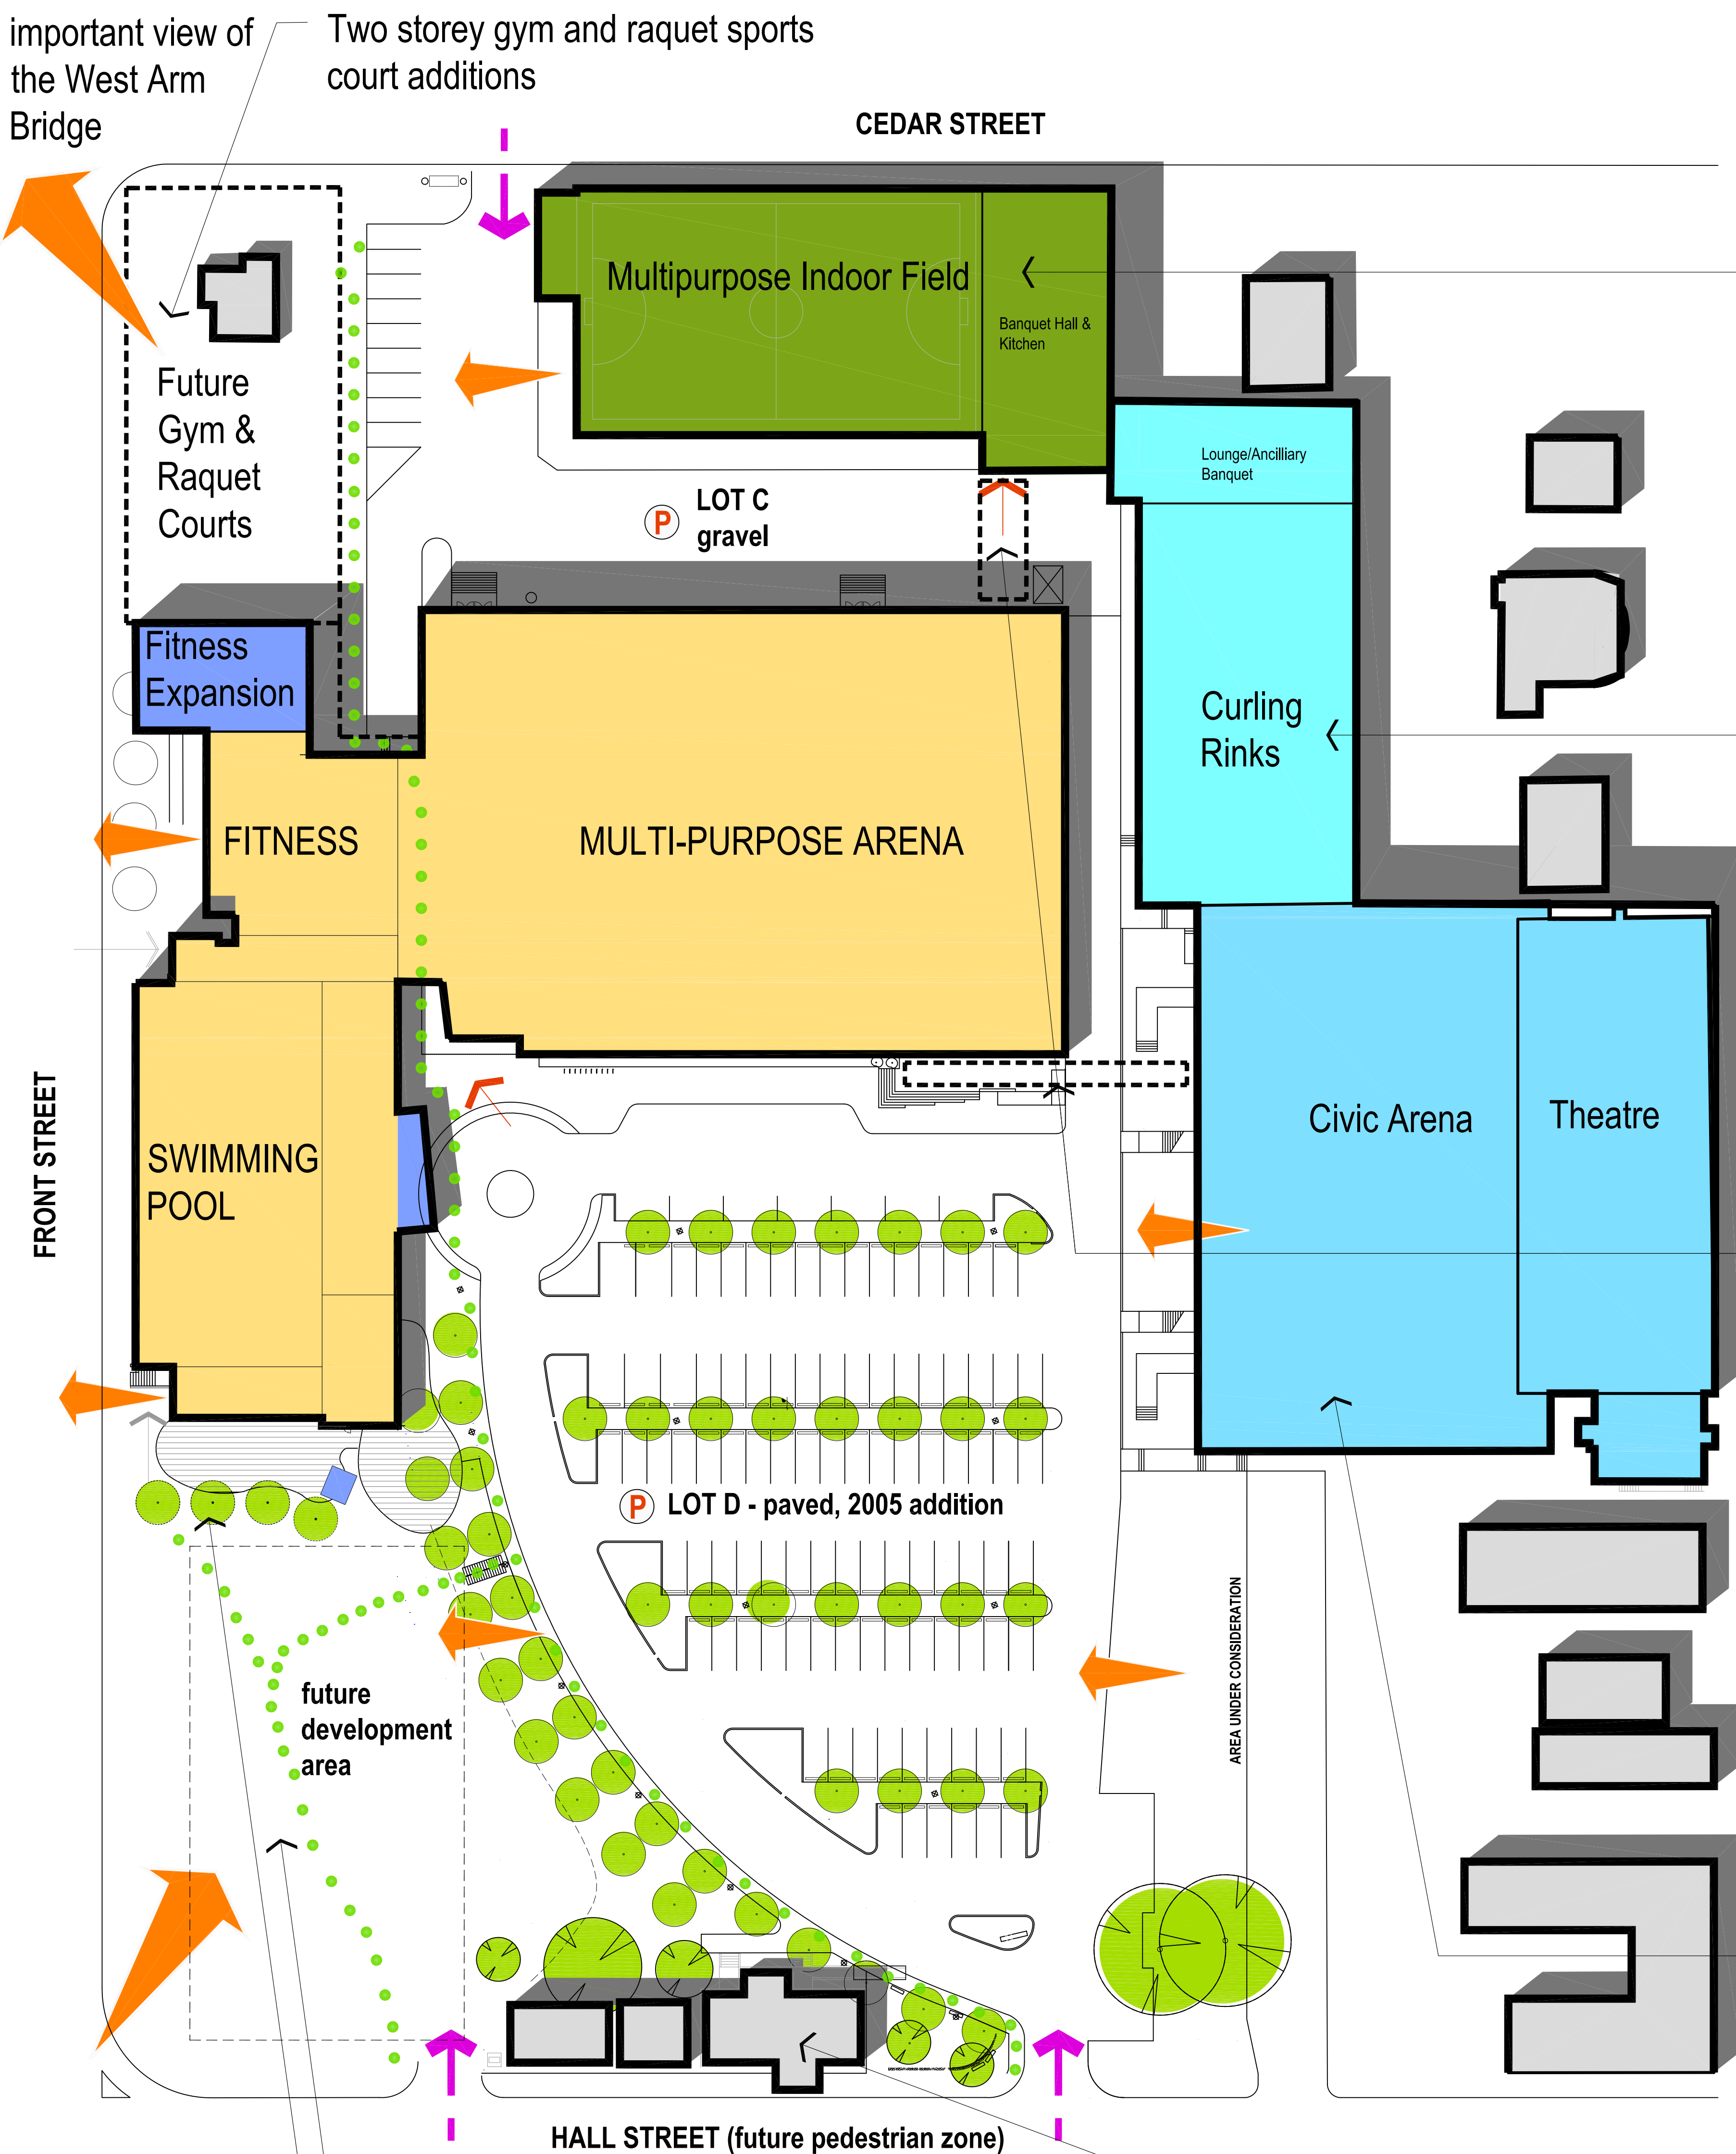 important view of
the West Arm
Bridge
Two storey gym and raquet sports
court additions
CEDAR STREET
Multipurpose Indoor Field
Banquet Hall &
Kitchen
Future
Gym &
Raquet
Courts
Lounge/Ancilliary
Banquet
P
LOT C
gravel
Fitness
Expansion
Curling
Rinks
FITNESS
MULTI-PURPOSE ARENA
FRONT STREET
SWIMMING
POOL
Civic Arena
Theatre
P
LOT D - paved, 2005 addition
AREA UNDER CONSIDERATION
future
development
area
HALL STREET (future pedestrian zone)